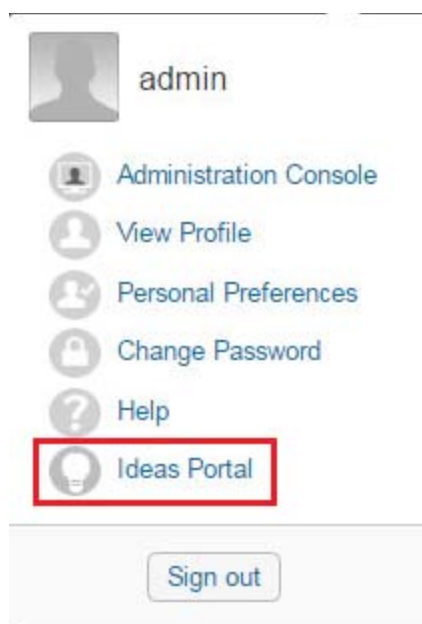 admin
Administration Console
View Profile
Personal Preferences
Change Password
Help
Ideas Portal
Sign out